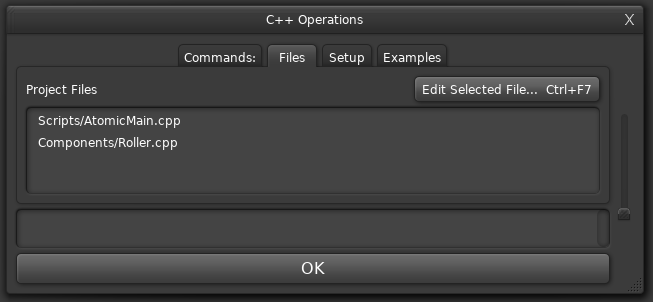 C++ Operations X
Commands: Files Setup Examples
Project Files Edit Selected File... Ctrl+F7
Scripts/AtomicMain.cpp
Components/Roller.cpp
OK